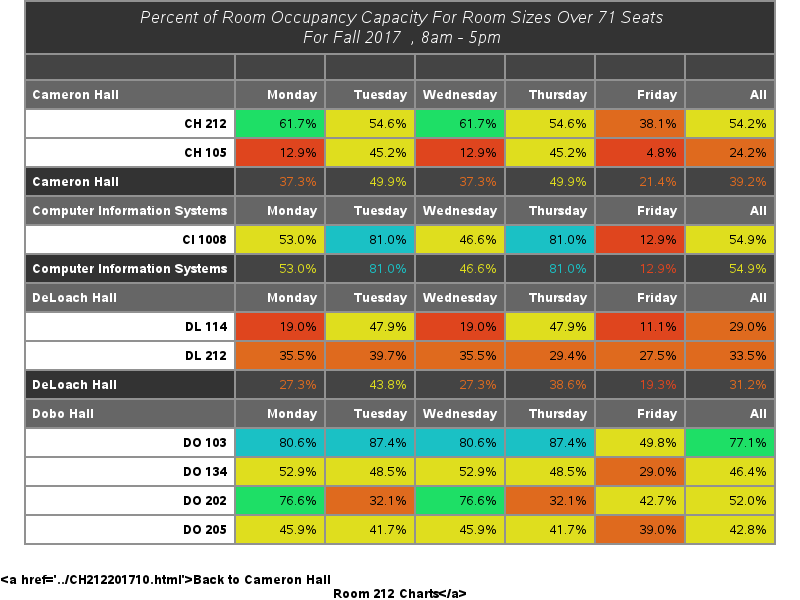 Percent of Room Occupancy Capacity For Room Sizes Over 71 Seats
For Fall 2017 , 8am - 5pm
Cameron Hall Monday Tuesday Wednesday Thursday Friday All
CH 212 61.7% 54.6% 61.7% 54.6% 38.1% 54.2%
CH 105 12.9% 45.2% 12.9% 45.2% 4.8% 24.2%
Cameron Hall 37.3% 49.9% 37.3% 49.9% 21.4% 39.2%
Computer Information Systems Monday Tuesday Wednesday Thursday Friday All
CI 1008 53.0% 81.0% 46.6% 81.0% 12.9% 54.9%
Computer Information Systems 53.0% 81.0% 46.6% 81.0% 12.9% 54.9%
DeLoach Hall Monday Tuesday Wednesday Thursday Friday All
DL 114 19.0% 47.9% 19.0% 47.9% 11.1% 29.0%
DL 212 35.5% 39.7% 35.5% 29.4% 27.5% 33.5%
DeLoach Hall 27.3% 43.8% 27.3% 38.6% 19.3% 31.2%
Dobo Hall Monday Tuesday Wednesday Thursday Friday All
DO 103 80.6% 87.4% 80.6% 87.4% 49.8% 77.1%
DO 134 52.9% 48.5% 52.9% 48.5% 29.0% 46.4%
DO 202 76.6% 32.1% 76.6% 32.1% 42.7% 52.0%
DO 205 45.9% 41.7% 45.9% 41.7% 39.0% 42.8%
<a href='../CH212201710.html'>Back to Cameron Hall
Room 212 Charts</a>